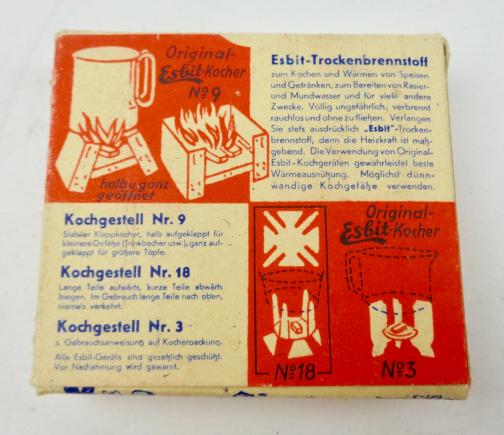 Original-
Esbit-Kocher
No 9
halb u. ganz
geöffnet
Esbit-Trockenbrennstoff
zum Kochen und Wärmen von Speisen
und Getränken, zum Bereiten von Rasier-
und Mundwasser und für viele andere
Zwecke. Völlig ungefährlich; verbrennt
rauchlos und ohne zu fließen. Verlangen
Sie stets ausdrücklich „Esbit"-Trocken-
brennstoff, denn die Heizkraft ist maß-
gebend. Die Verwendung von Original-
Esbit-Kochgeräten gewährleistet beste
Wärmeausnützung. Möglichst dünn-
wandige Kochgefäße verwenden.
Kochgestell Nr. 9
Stabiler Klappkocher, halb aufgeklappt für
kleinere Gefäße (Trinkbecher usw.), ganz auf-
geklappt für größere Töpfe.
Kochgestell Nr. 18
Lange Teile aufwärts, kurze Teile abwärts
biegen. Im Gebrauch lange Teile nach oben,
niemals verkehrt.
Kochgestell Nr. 3
s. Gebrauchsanweisung auf Kocherpackung.
Alle Esbit-Geräte sind gesetzlich geschützt.
Vor Nachahmung wird gewarnt.
Original-
Esbit-Kocher
No 18
No 3